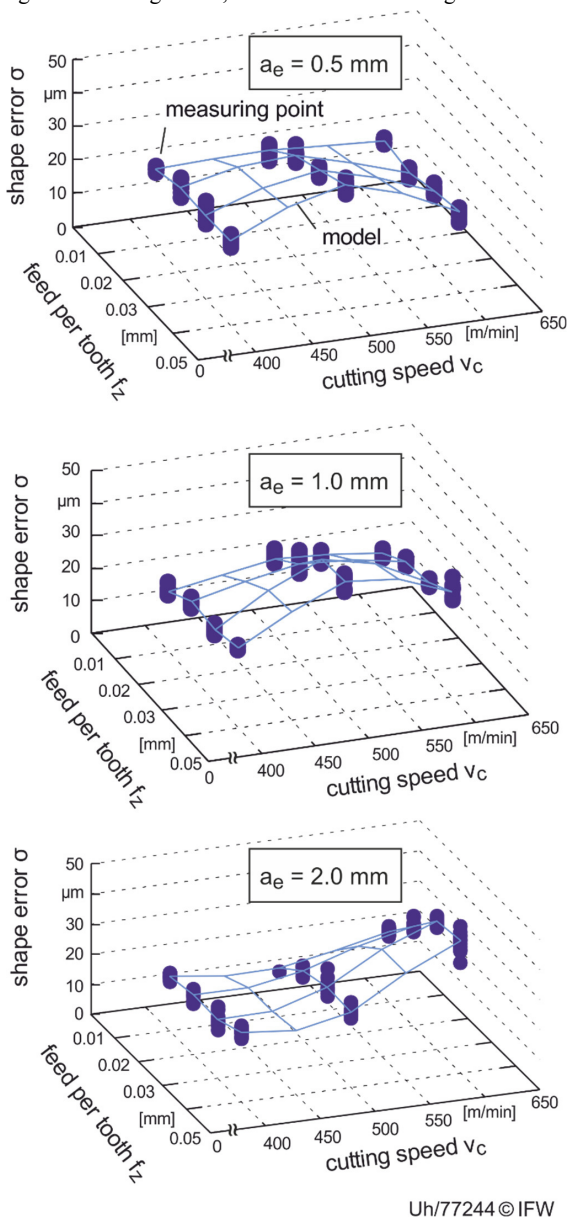 50
a_e = 0.5 mm
shape error σ
µm
measuring point
30
20
10
model
0
0.01
0.02
0.03
feed per tooth f_z
[mm]
0.05
0
400
450
500
550
[m/min]
650
cutting speed v_c
50
a_e = 1.0 mm
shape error σ
µm
30
20
10
0
0.01
0.02
0.03
feed per tooth f_z
[mm]
0.05
0
400
450
500
550
[m/min]
650
cutting speed v_c
50
a_e = 2.0 mm
shape error σ
µm
30
20
10
0
0.01
0.02
0.03
feed per tooth f_z
[mm]
0.05
0
400
450
500
550
[m/min]
650
cutting speed v_c
Uh/77244 © IFW